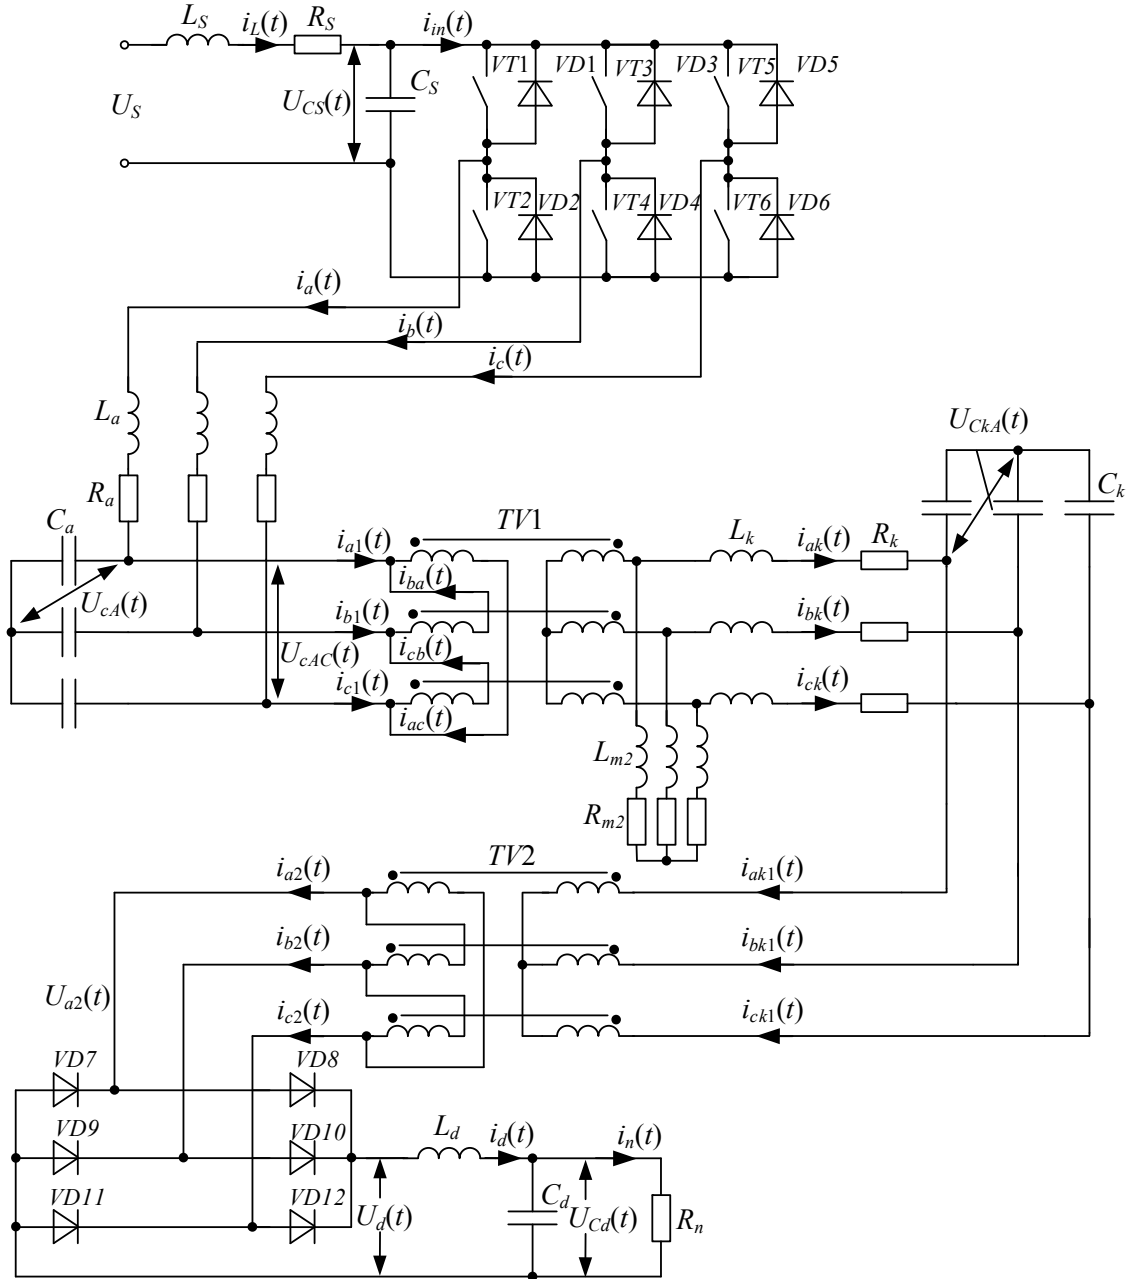 L_S i_L(t) R_S i_in(t)
VT1 VD1 VT3 VD3 VT5 VD5
U_S U_CS(t) C_S
VT2 VD2 VT4 VD4 VT6 VD6
i_a(t)
i_b(t)
i_c(t)
L_a
U_CkA(t)
R_a
C_k
C_a
TV1
i_a1(t) L_k i_ak(t) R_k
i_ba(t)
U_cA(t)
i_b1(t) i_bk(t)
U_cAC(t) i_cb(t)
i_c1(t) i_ck(t)
i_ac(t)
L_m2
R_m2
TV2
i_a2(t) i_ak1(t)
i_b2(t) i_bk1(t)
U_a2(t)
i_c2(t) i_ck1(t)
VD7 VD8
VD9 VD10 L_d i_d(t) i_n(t)
VD11 VD12
U_d(t) C_d U_Cd(t) R_n